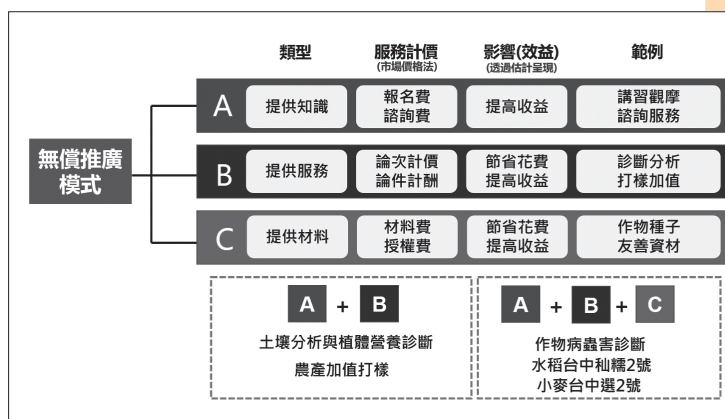 類型
服務計價
(市場價格法)
影響(效益)
(透過估計呈現)
範例
無償推廣
模式
A
提供知識
報名費
諮詢費
提高收益
講習觀摩
諮詢服務
B
提供服務
論次計價
論件計酬
節省花費
提高收益
診斷分析
打樣加值
C
提供材料
材料費
授權費
節省花費
提高收益
作物種子
友善資材
A + B
土壤分析與植體營養診斷
農產加值打樣
A + B + C
作物病蟲害診斷
水稻台中秈糯2號
小麥台中選2號